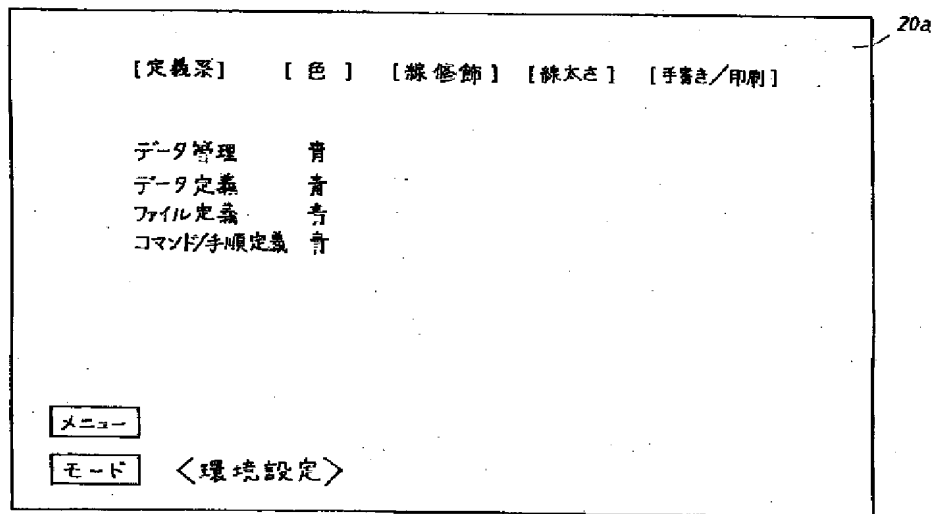 20a
[定義系] [色] [線修飾] [線太さ] [手書き/印刷]
データ管理 青
データ定義 青
ファイル定義 青
コマンド/手順定義 青
メニュー
モード <環境設定>